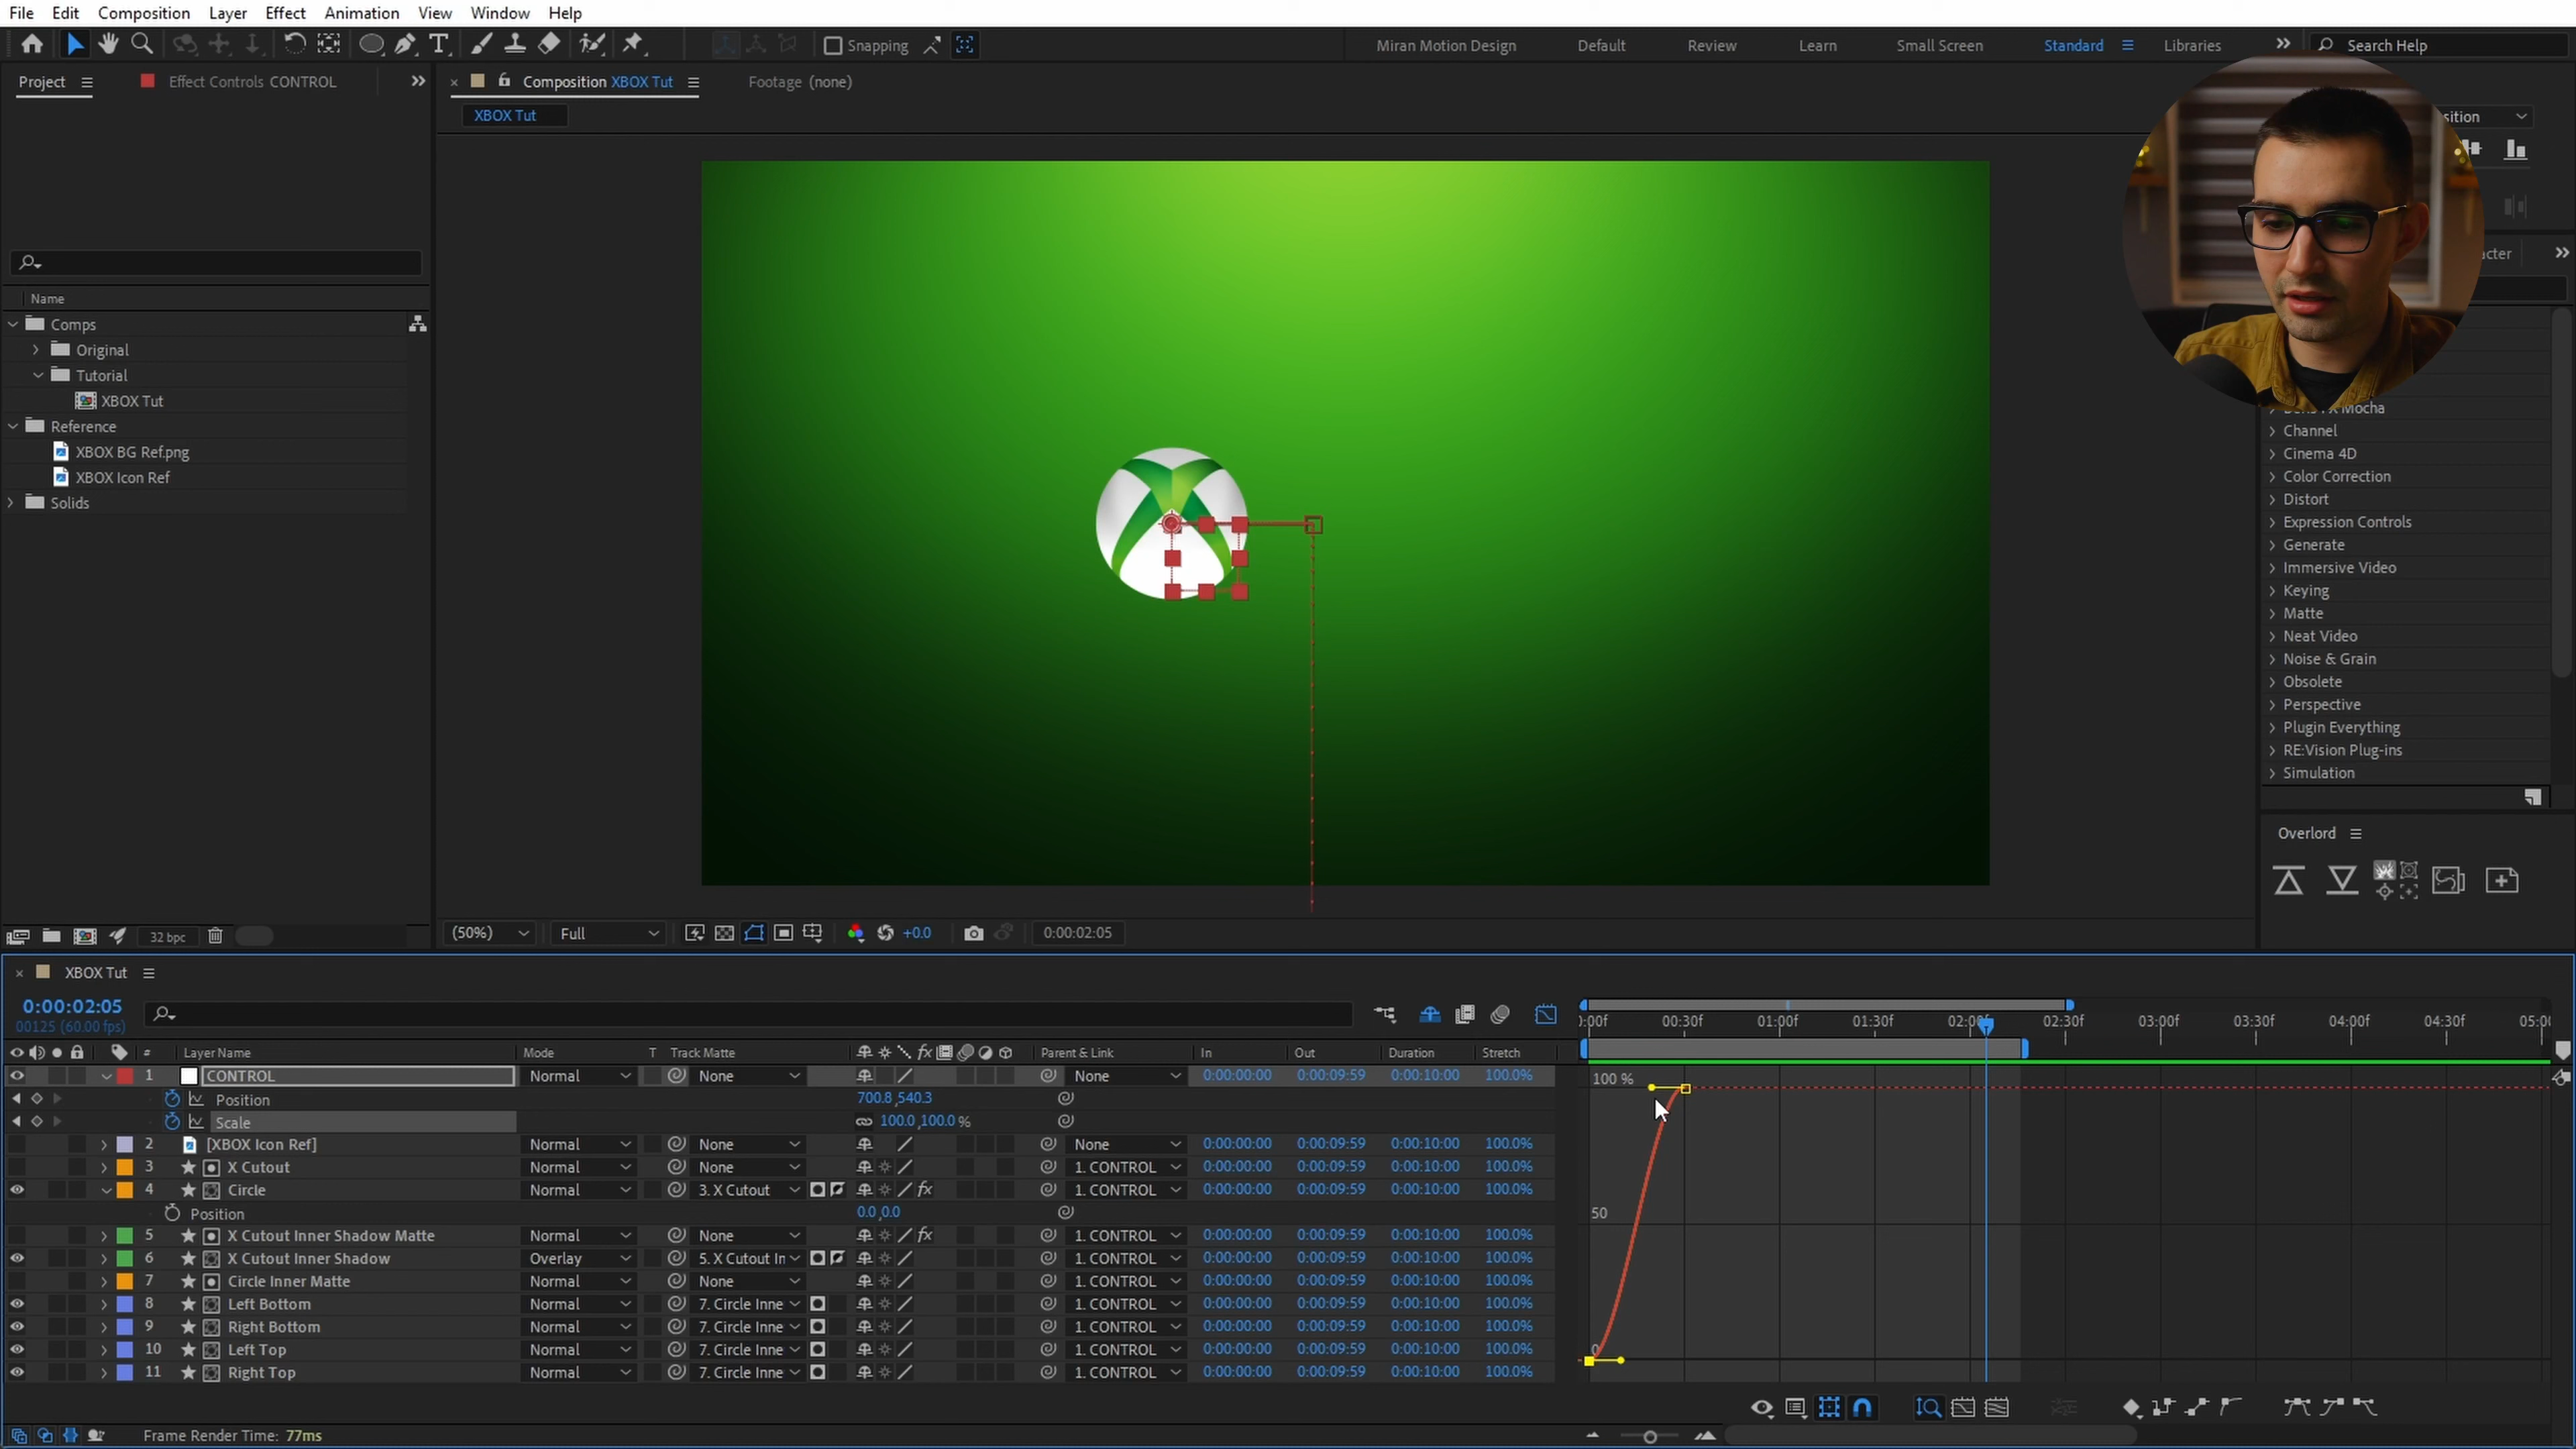 File Edit Composition Layer Effect Animation View Window Help
Snapping Miran Motion Design Default Review Learn Small Screen Standard Libraries Search Help
Project Effect Controls CONTROL
Composition XBOX Tut Footage (none)
XBOX Tut
sition
acter
Name
Comps
Original
Tutorial
XBOX Tut
Reference
XBOX BG Ref.png
XBOX Icon Ref
Solids
Channel
Cinema 4D
Color Correction
Distort
Expression Controls
Generate
Immersive Video
Keying
Matte
Neat Video
Noise & Grain
Obsolete
Perspective
Plugin Everything
RE:Vision Plug-ins
Simulation
Overlord
32 bpc
(50%) Full +0.0 0:00:02:05
XBOX Tut
0:00:02:05
00125 (60.00 fps)
:00f 00:30f 01:00f 01:30f 02:00f 02:30f 03:00f 03:30f 04:00f 04:30f 05:0
# Layer Name Mode T Track Matte fx Parent & Link In Out Duration Stretch
1 CONTROL Normal None None 0:00:00:00 0:00:09:59 0:00:10:00 100.0%
Position 700.8,540.3
Scale 100.0,100.0%
2 [XBOX Icon Ref] Normal None None 0:00:00:00 0:00:09:59 0:00:10:00 100.0%
3 X Cutout Normal None 1. CONTROL 0:00:00:00 0:00:09:59 0:00:10:00 100.0%
4 Circle Normal 3. X Cutout fx 1. CONTROL 0:00:00:00 0:00:09:59 0:00:10:00 100.0%
Position 0.0,0.0
5 X Cutout Inner Shadow Matte Normal None fx 1. CONTROL 0:00:00:00 0:00:09:59 0:00:10:00 100.0%
6 X Cutout Inner Shadow Overlay 5. X Cutout Ir 1. CONTROL 0:00:00:00 0:00:09:59 0:00:10:00 100.0%
7 Circle Inner Matte Normal None 1. CONTROL 0:00:00:00 0:00:09:59 0:00:10:00 100.0%
8 Left Bottom Normal 7. Circle Inne 1. CONTROL 0:00:00:00 0:00:09:59 0:00:10:00 100.0%
9 Right Bottom Normal 7. Circle Inne 1. CONTROL 0:00:00:00 0:00:09:59 0:00:10:00 100.0%
10 Left Top Normal 7. Circle Inne 1. CONTROL 0:00:00:00 0:00:09:59 0:00:10:00 100.0%
11 Right Top Normal 7. Circle Inne 1. CONTROL 0:00:00:00 0:00:09:59 0:00:10:00 100.0%
100 %
50
0
Frame Render Time: 77ms